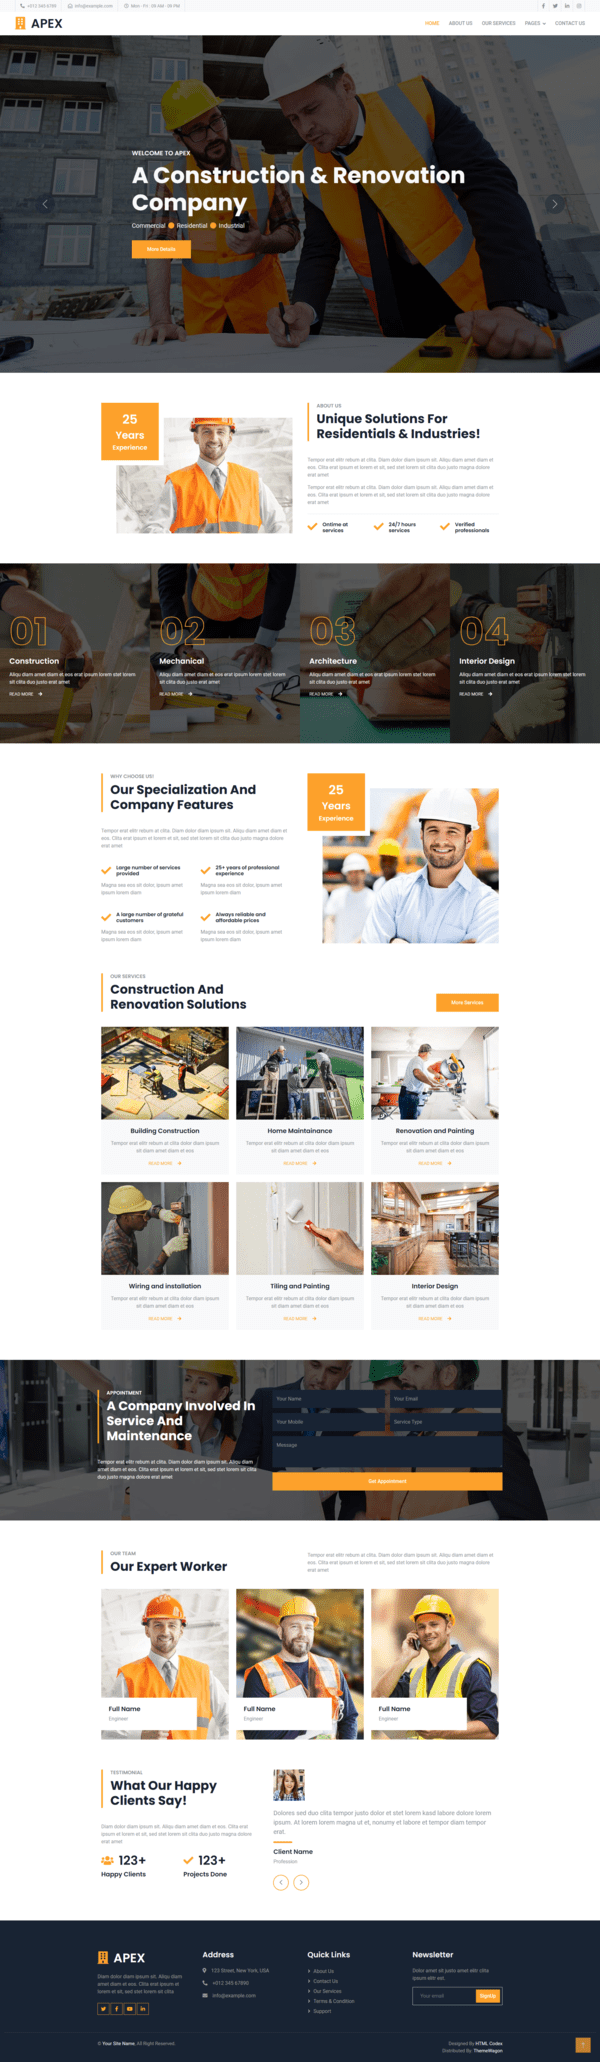 +012 345 6789 info@example.com Mon - Fri : 09 AM - 09 PM
APEX
HOME ABOUT US OUR SERVICES PAGES CONTACT US
WELCOME TO APEX
A Construction & Renovation
Company
Commercial Residential Industrial
More Details
25
Years
Experience
ABOUT US
Unique Solutions For
Residentials & Industries!
Tempor erat elitr rebum at clita. Diam dolor diam ipsum sit. Aliqu diam amet diam et
eos. Clita erat ipsum et lorem et sit, sed stet lorem sit clita duo justo magna dolore
erat amet
Tempor erat elitr rebum at clita. Diam dolor diam ipsum sit. Aliqu diam amet diam et
eos. Clita erat ipsum et lorem et sit, sed stet lorem sit clita duo justo magna dolore
erat amet
Ontime at
services
24/7 hours
services
Verified
professionals
01
Construction
Aliqu diam amet diam et eos erat ipsum lorem stet lorem
sit clita duo justo erat amet
READ MORE
02
Mechanical
Aliqu diam amet diam et eos erat ipsum lorem stet lorem
sit clita duo justo erat amet
READ MORE
03
Architecture
Aliqu diam amet diam et eos erat ipsum lorem stet lorem
sit clita duo justo erat amet
READ MORE
04
Interior Design
Aliqu diam amet diam et eos erat ipsum lorem stet lorem
sit clita duo justo erat amet
READ MORE
WHY CHOOSE US!
Our Specialization And
Company Features
Tempor erat elitr rebum at clita. Diam dolor diam ipsum sit. Aliqu diam amet diam et
eos. Clita erat ipsum et lorem et sit, sed stet lorem sit clita duo justo magna dolore
erat amet
Large number of services
provided
Magna sea eos sit dolor, ipsum amet
ipsum lorem diam
25+ years of professional
experience
Magna sea eos sit dolor, ipsum amet
ipsum lorem diam
A large number of grateful
customers
Magna sea eos sit dolor, ipsum amet
ipsum lorem diam
Always reliable and
affordable prices
Magna sea eos sit dolor, ipsum amet
ipsum lorem diam
25
Years
Experience
OUR SERVICES
Construction And
Renovation Solutions
More Services
Building Construction
Tempor erat elitr rebum at clita dolor diam ipsum
sit diam amet diam et eos
READ MORE
Home Maintainance
Tempor erat elitr rebum at clita dolor diam ipsum
sit diam amet diam et eos
READ MORE
Renovation and Painting
Tempor erat elitr rebum at clita dolor diam ipsum
sit diam amet diam et eos
READ MORE
Wiring and installation
Tempor erat elitr rebum at clita dolor diam ipsum
sit diam amet diam et eos
READ MORE
Tiling and Painting
Tempor erat elitr rebum at clita dolor diam ipsum
sit diam amet diam et eos
READ MORE
Interior Design
Tempor erat elitr rebum at clita dolor diam ipsum
sit diam amet diam et eos
READ MORE
APPOINTMENT
A Company Involved In
Service And
Maintenance
Tempor erat elitr rebum at clita. Diam dolor diam ipsum sit. Aliqu diam
amet diam et eos. Clita erat ipsum et lorem et sit, sed stet lorem sit clita
duo justo magna dolore erat amet
Your Name
Your Email
Your Mobile
Service Type
Message
Get Appointment
OUR TEAM
Our Expert Worker
Tempor erat elitr rebum at clita. Diam dolor diam ipsum sit. Aliqu diam amet diam et
eos. Clita erat ipsum et lorem et sit, sed stet lorem sit clita duo justo magna dolore
erat amet
Full Name
Engineer
Full Name
Engineer
Full Name
Engineer
TESTIMONIAL
What Our Happy
Clients Say!
Diam dolor diam ipsum sit. Aliqu diam amet diam et eos. Clita erat
ipsum et lorem et sit, sed stet lorem sit clita duo justo magna dolore
erat amet
123+
Happy Clients
123+
Projects Done
Dolores sed duo clita tempor justo dolor et stet lorem kasd labore dolore lorem
ipsum. At lorem lorem magna ut et, nonumy et labore et tempor diam tempor
erat.
Client Name
Profession
APEX
Diam dolor diam ipsum sit. Aliqu diam
amet diam et eos. Clita erat ipsum et
lorem et sit, sed stet lorem sit clita
Address
123 Street, New York, USA
+012 345 67890
info@example.com
Quick Links
About Us
Contact Us
Our Services
Terms & Condition
Support
Newsletter
Dolor amet sit justo amet elitr clita
ipsum elitr est.
Your email
SignUp
© Your Site Name, All Right Reserved.
Designed By HTML Codex
Distributed By: ThemeWagon